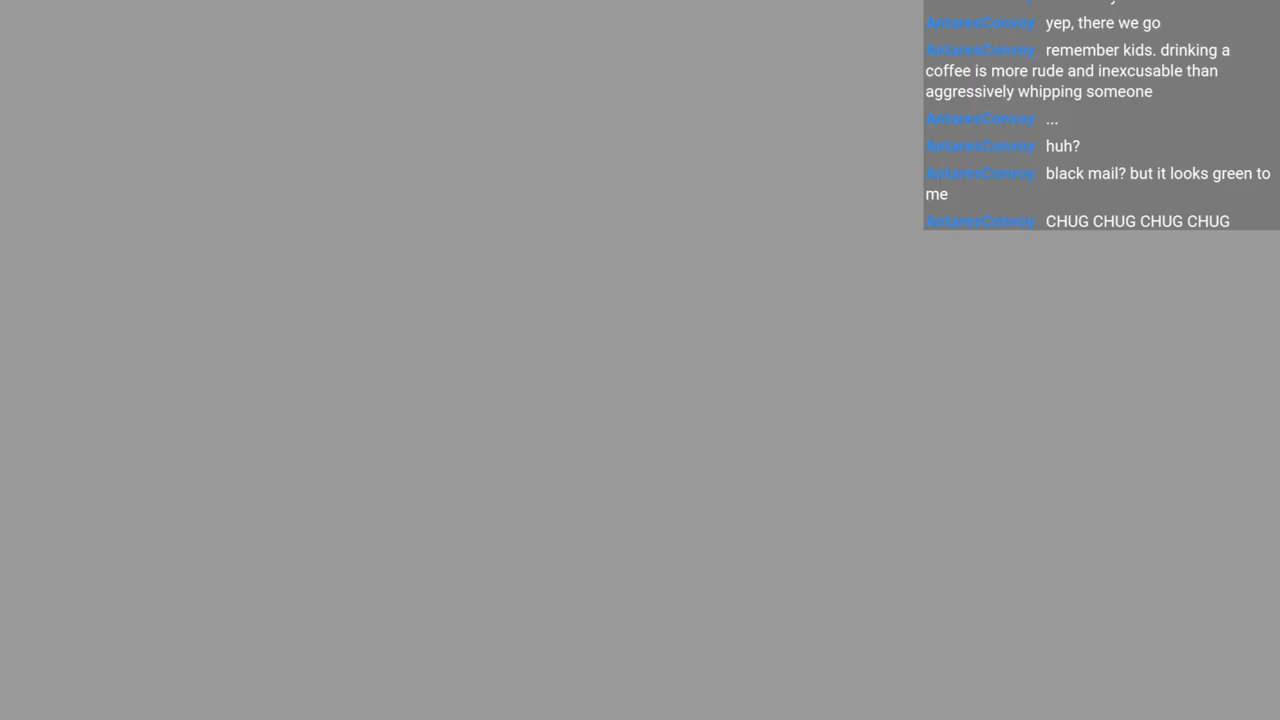 AntaresConvoy yep, there we go
AntaresConvoy remember kids. drinking a
coffee is more rude and inexcusable than
aggressively whipping someone
AntaresConvoy ...
AntaresConvoy huh?
AntaresConvoy black mail? but it looks green to
me
AntaresConvoy CHUG CHUG CHUG CHUG